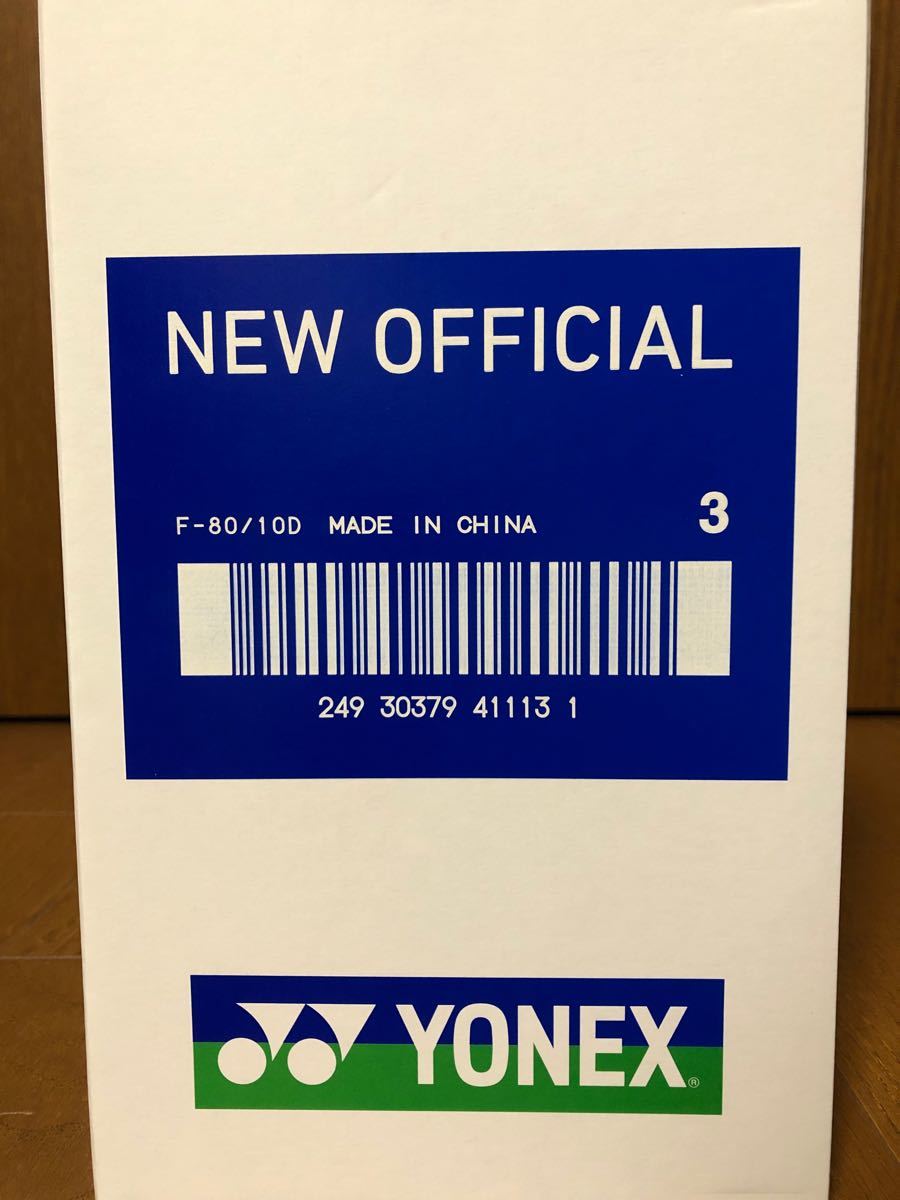 NEW OFFICIAL
F-80/10D MADE IN CHINA 3
249 30379 41113 1
YONEX®